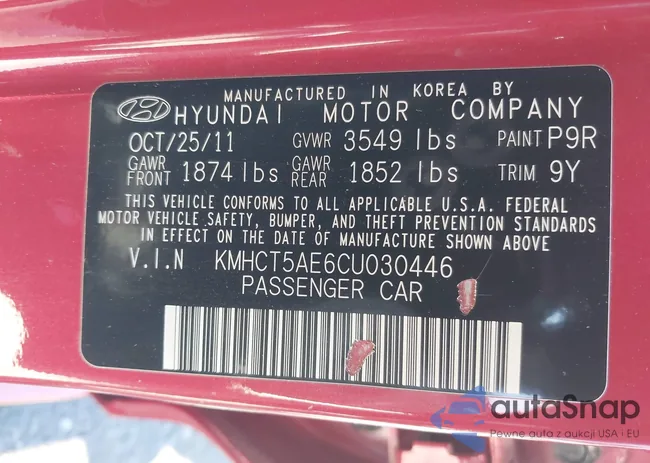 MANUFACTURED IN KOREA BY
HYUNDAI MOTOR COMPANY
OCT/25/11 GVWR 3549 lbs PAINT P9R
GAWR FRONT 1874 lbs GAWR REAR 1852 lbs TRIM 9Y
THIS VEHICLE CONFORMS TO ALL APPLICABLE U.S.A. FEDERAL
MOTOR VEHICLE SAFETY, BUMPER, AND THEFT PREVENTION STANDARDS
IN EFFECT ON THE DATE OF MANUFACTURE SHOWN ABOVE
V.I.N KMHCT5AE6CU030446
PASSENGER CAR
autaSnap
Pewne auta z aukcji USA i EU